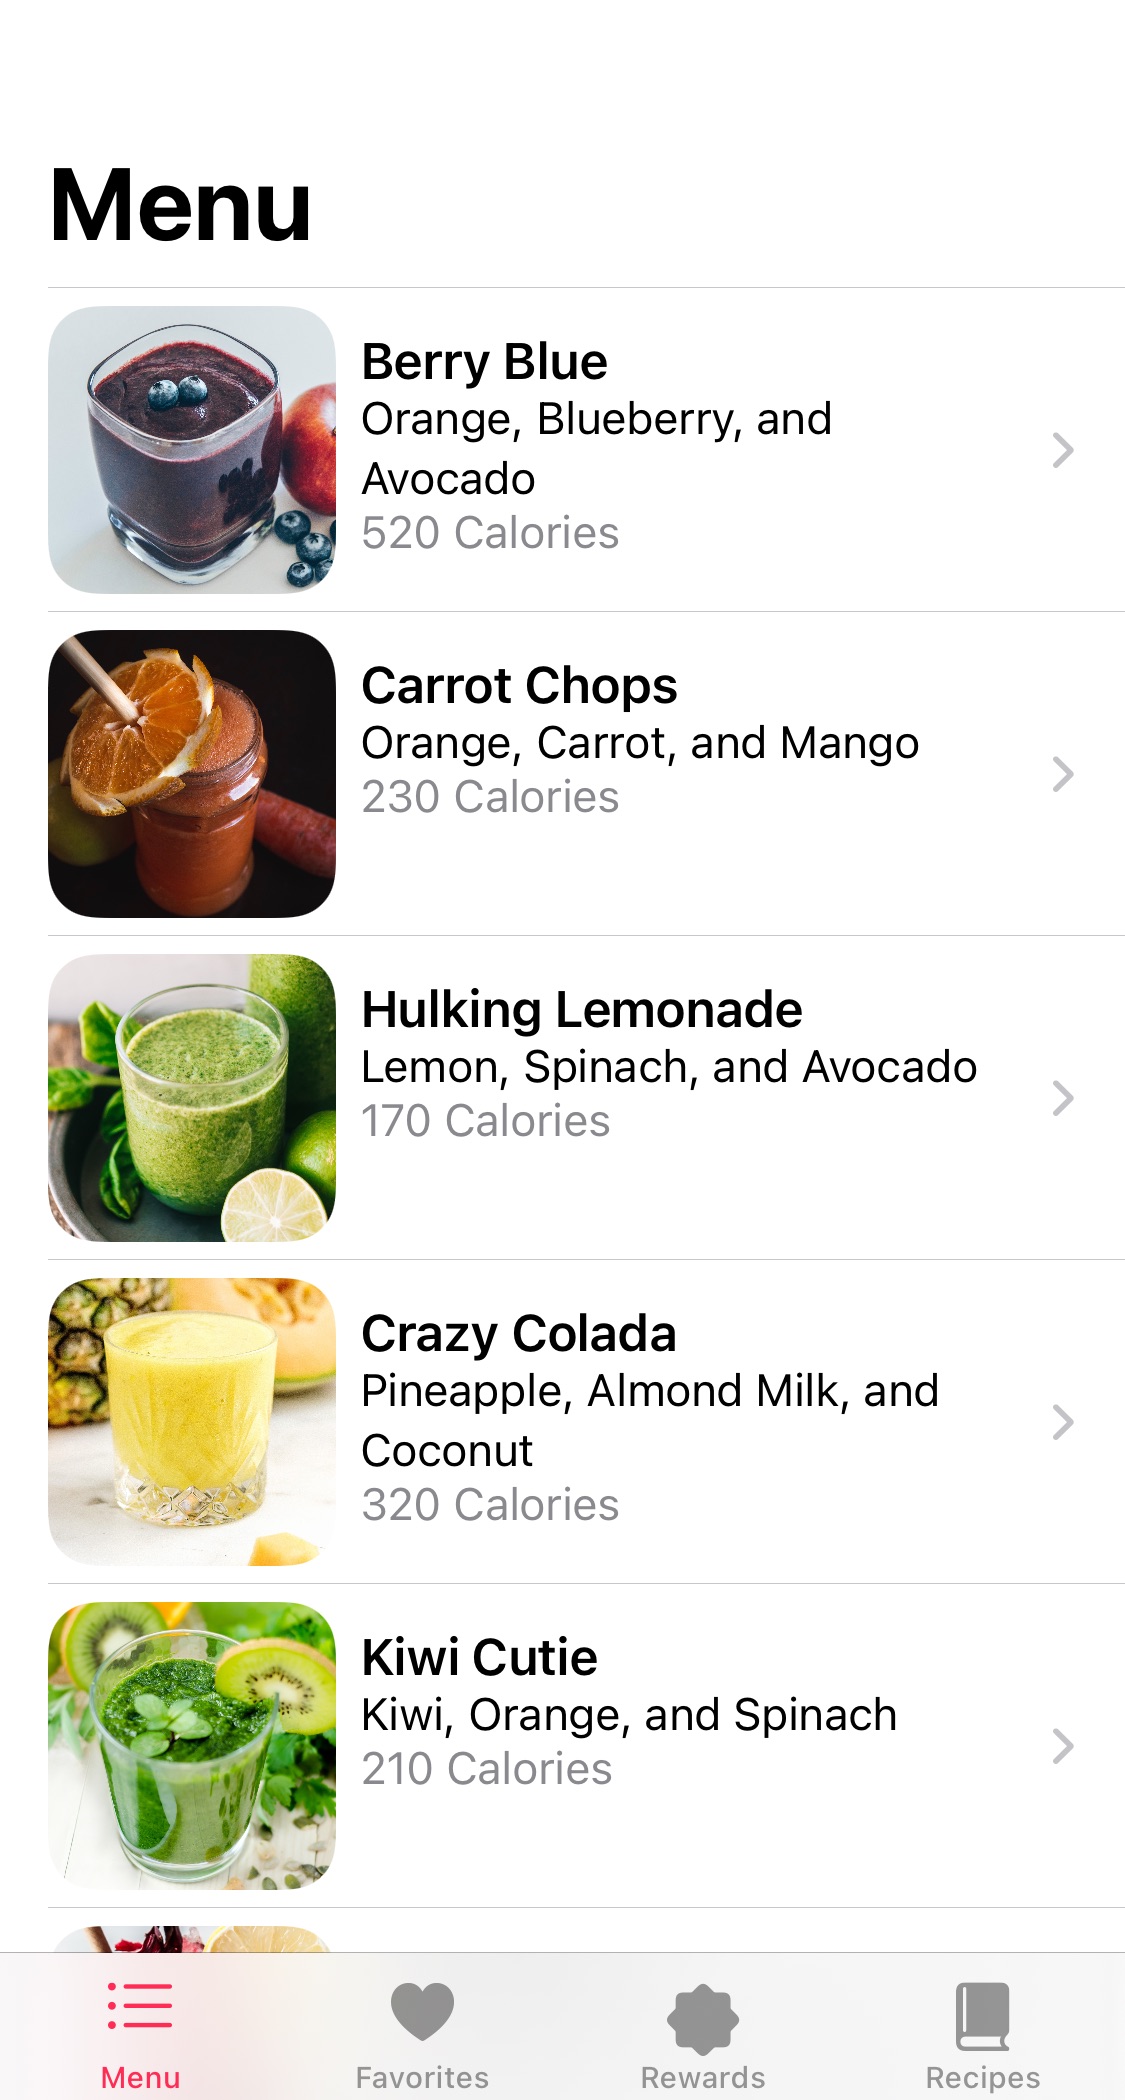 Menu
Berry Blue
Orange, Blueberry, and
Avocado
520 Calories
Carrot Chops
Orange, Carrot, and Mango
230 Calories
Hulking Lemonade
Lemon, Spinach, and Avocado
170 Calories
Crazy Colada
Pineapple, Almond Milk, and
Coconut
320 Calories
Kiwi Cutie
Kiwi, Orange, and Spinach
210 Calories
Menu
Favorites
Rewards
Recipes